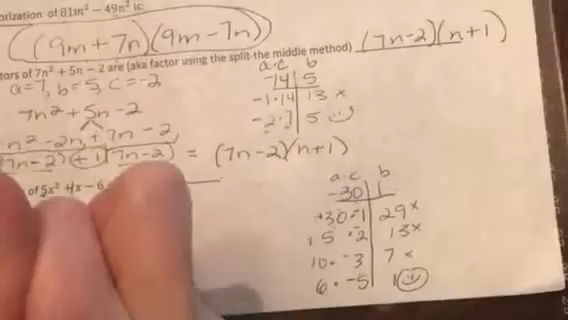 orization of 81m² − 49n² is:
(9m + 7n)(9m − 7n)
tors of 7n² + 5n − 2 are (aka factor using the split-the middle method) (7n−2)(n+1)
a=7, b=5, c=−2
a·c b
−14 5
−1·14 13 x
−2·7 5
7n² + 5n − 2
n² − 2n + 7n − 2
7n−2) + 1(7n−2) = (7n−2)(n+1)
of 5x² + x − 6
a·c b
−30 1
+30·−1 29 x
15·−2 13 x
10·−3 7 x
6·−5 1